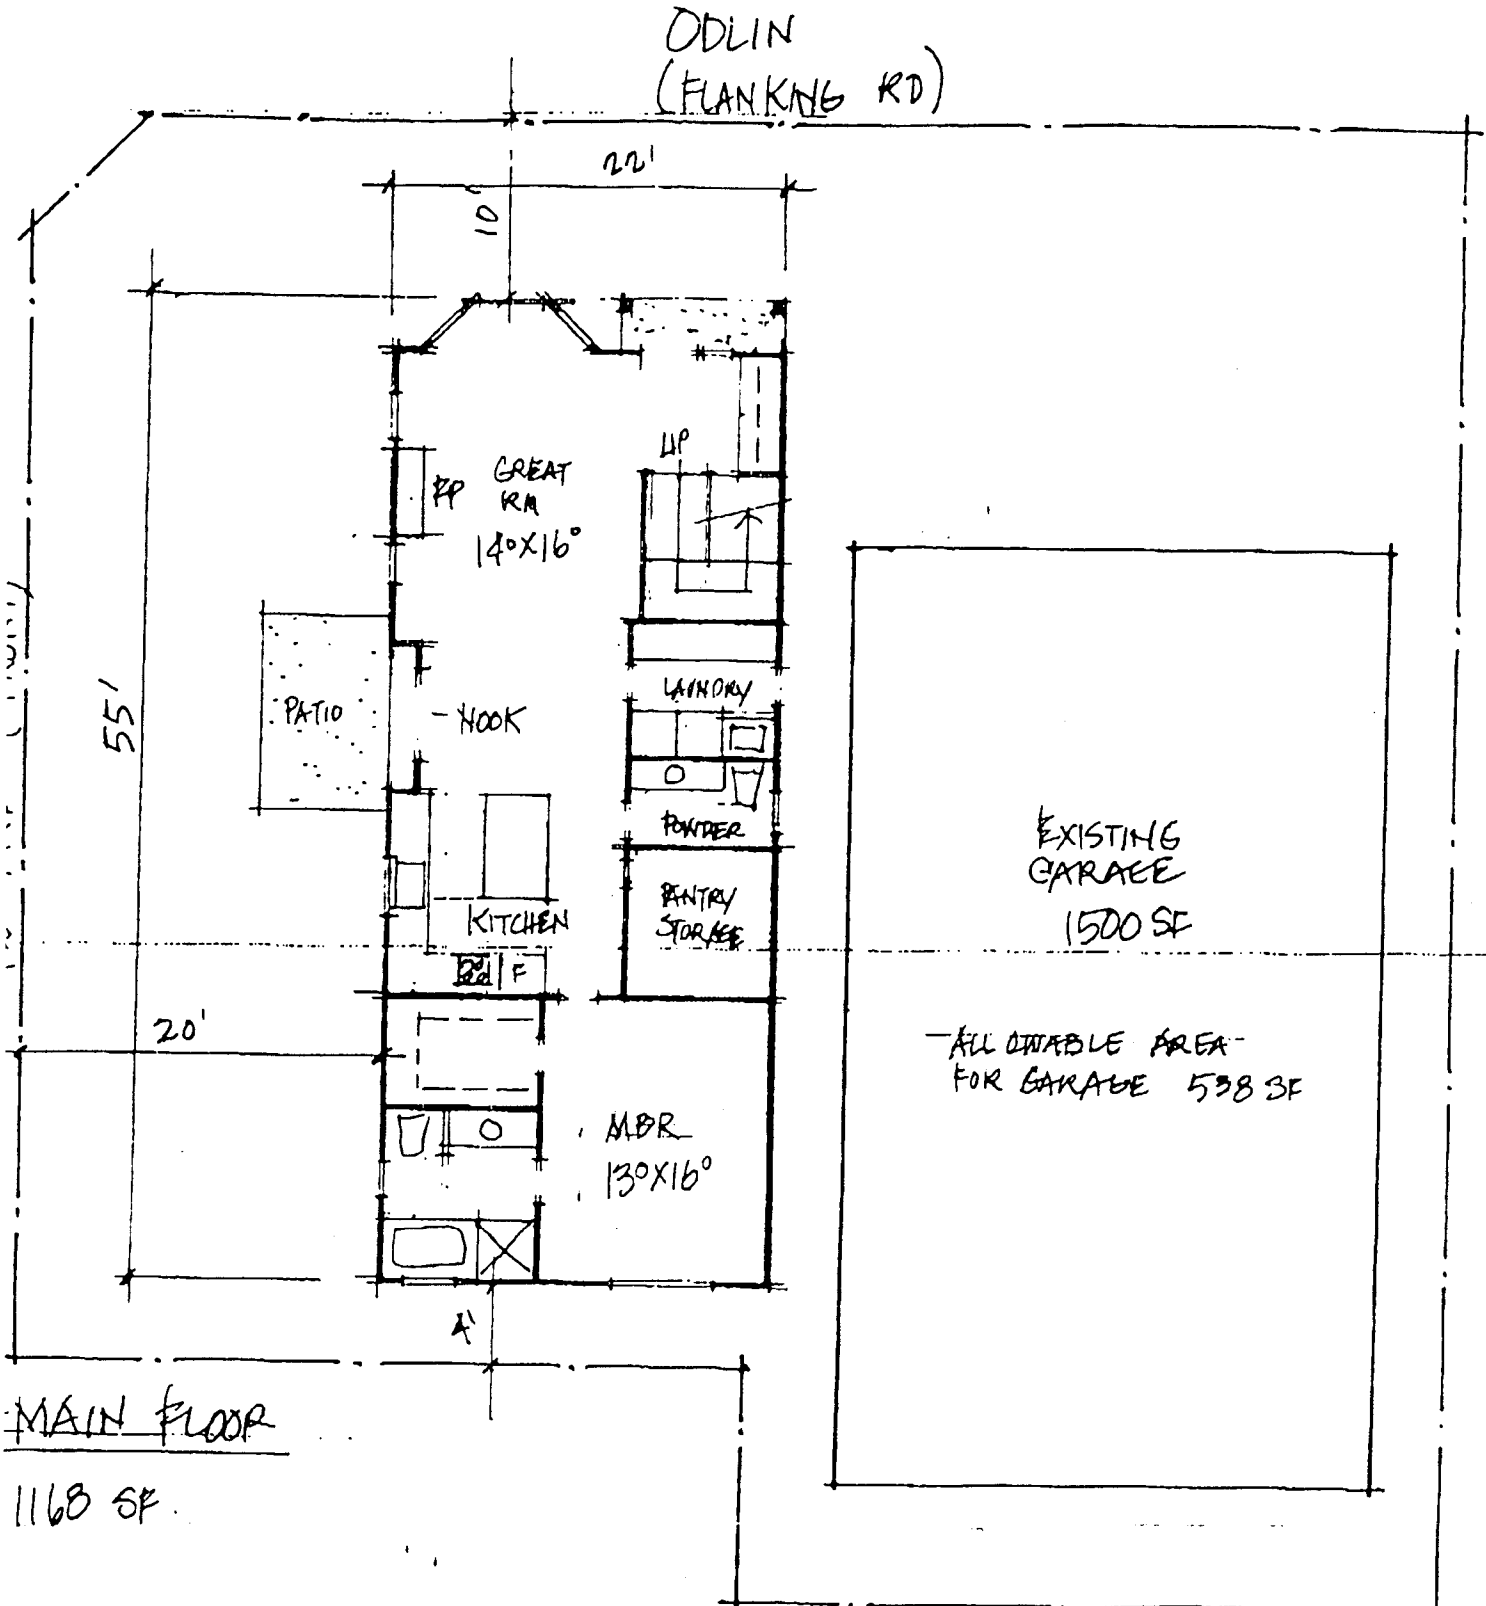 ODLIN
(FLANKING RD)
22'
10'
UP
FP
GREAT
RM
14⁰X16⁰
55'
PATIO
NOOK
LAUNDRY
POWDER
PANTRY
STORAGE
KITCHEN
F
EXISTING
GARAGE
1500 SF
20'
-ALLOWABLE AREA-
FOR GARAGE 538 SF
MBR
13⁰X16⁰
4'
MAIN FLOOR
1168 SF